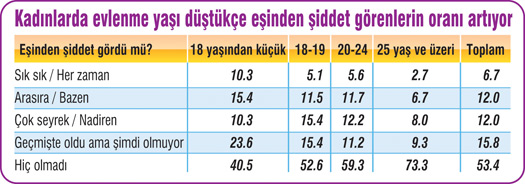 Kadınlarda evlenme yaşı düştükçe eşinden şiddet görenlerin oranı artıyor
Eşinden şiddet gördü mü? 18 yaşından küçük 18-19 20-24 25 yaş ve üzeri Toplam
Sık sık / Her zaman 10.3 5.1 5.6 2.7 6.7
Arasıra / Bazen 15.4 11.5 11.7 6.7 12.0
Çok seyrek / Nadiren 10.3 15.4 12.2 8.0 12.0
Geçmişte oldu ama şimdi olmuyor 23.6 15.4 11.2 9.3 15.8
Hiç olmadı 40.5 52.6 59.3 73.3 53.4